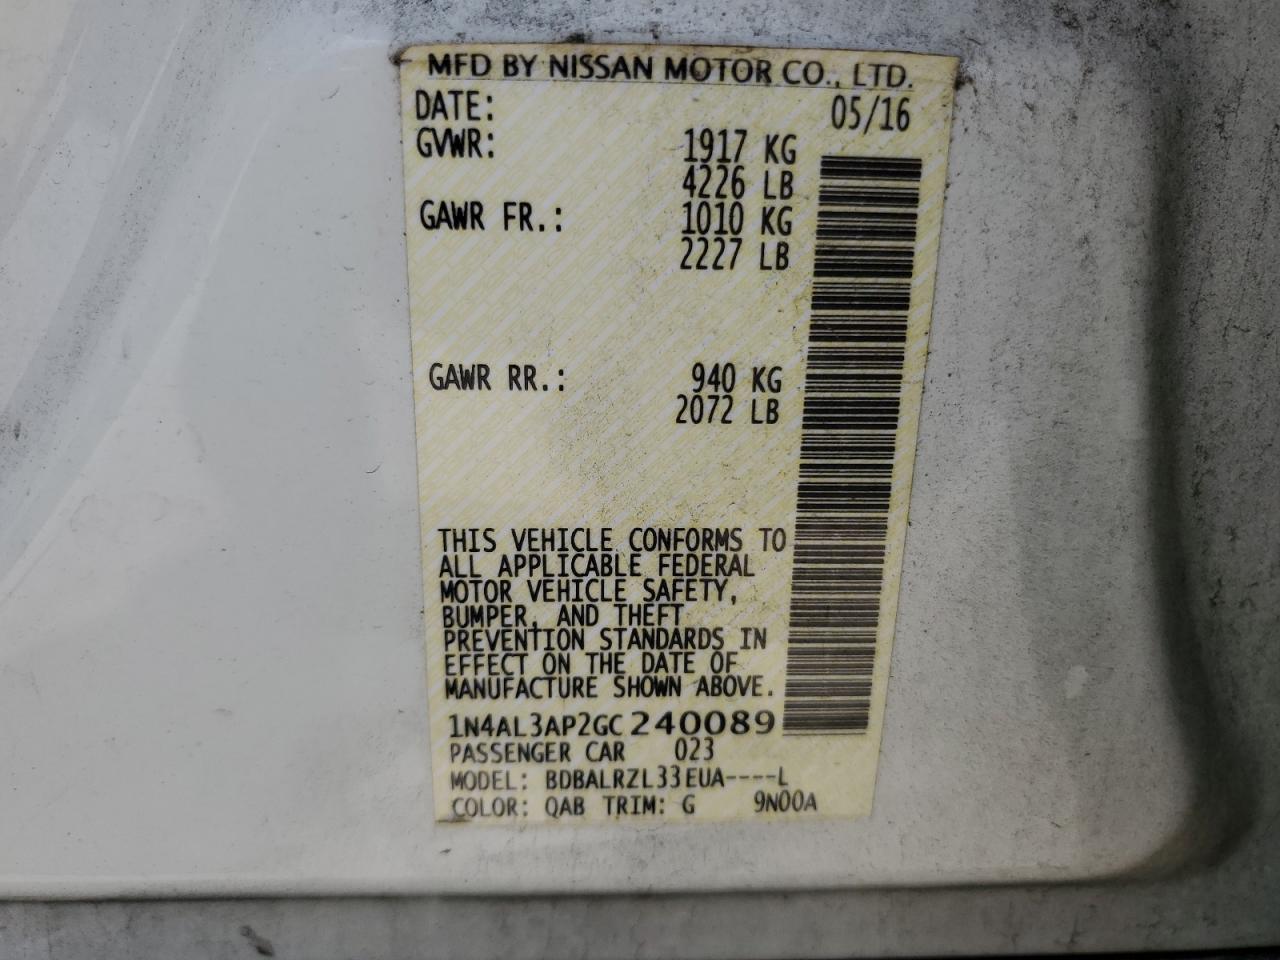 MFD BY NISSAN MOTOR CO., LTD.
DATE: 05/16
GVWR: 1917 KG
4226 LB
GAWR FR.: 1010 KG
2227 LB
GAWR RR.: 940 KG
2072 LB
THIS VEHICLE CONFORMS TO
ALL APPLICABLE FEDERAL
MOTOR VEHICLE SAFETY,
BUMPER, AND THEFT
PREVENTION STANDARDS IN
EFFECT ON THE DATE OF
MANUFACTURE SHOWN ABOVE.
1N4AL3AP2GC240089
PASSENGER CAR 023
MODEL: BDBALRZL33EUA----L
COLOR: QAB TRIM: G 9N00A